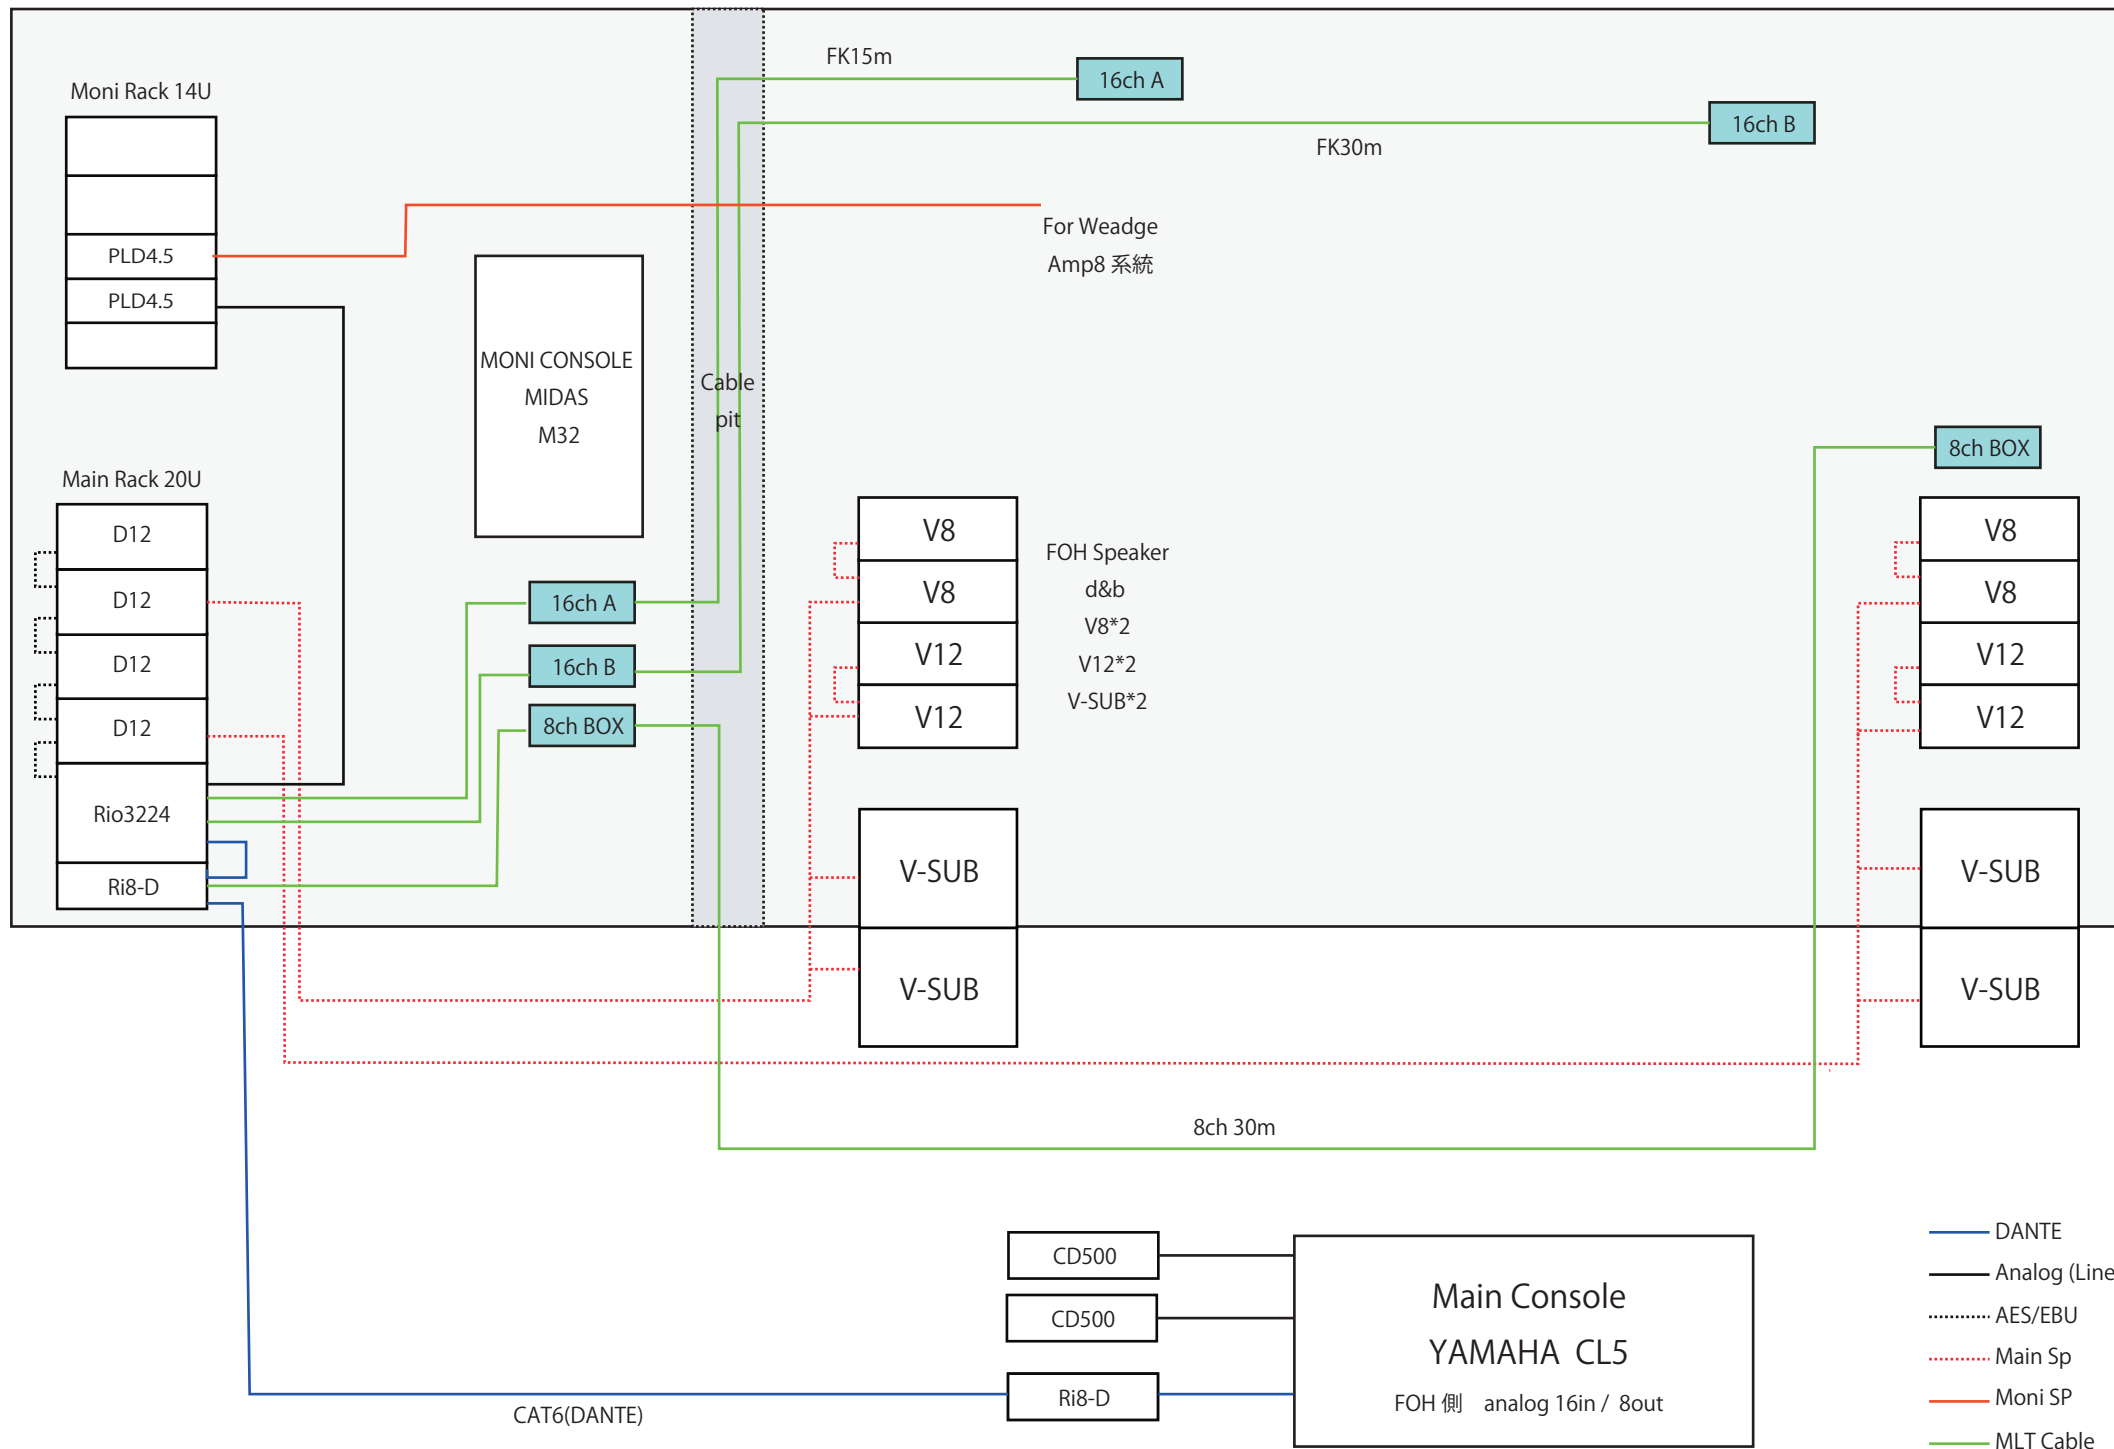 FK15m
16ch A
Moni Rack 14U
16ch B
FK30m
For Weadge
Amp8 系統
PLD4.5
PLD4.5
MONI CONSOLE
MIDAS
M32
Cable
pit
8ch BOX
Main Rack 20U
D12
D12
D12
D12
Rio3224
Ri8-D
16ch A
16ch B
8ch BOX
V8
V8
V12
V12
FOH Speaker
d&b
V8*2
V12*2
V-SUB*2
V8
V8
V12
V12
V-SUB
V-SUB
V-SUB
V-SUB
8ch 30m
CD500
CD500
Ri8-D
CAT6(DANTE)
Main Console
YAMAHA CL5
FOH 側 analog 16in / 8out
DANTE
Analog (Line
AES/EBU
Main Sp
Moni SP
MLT Cable